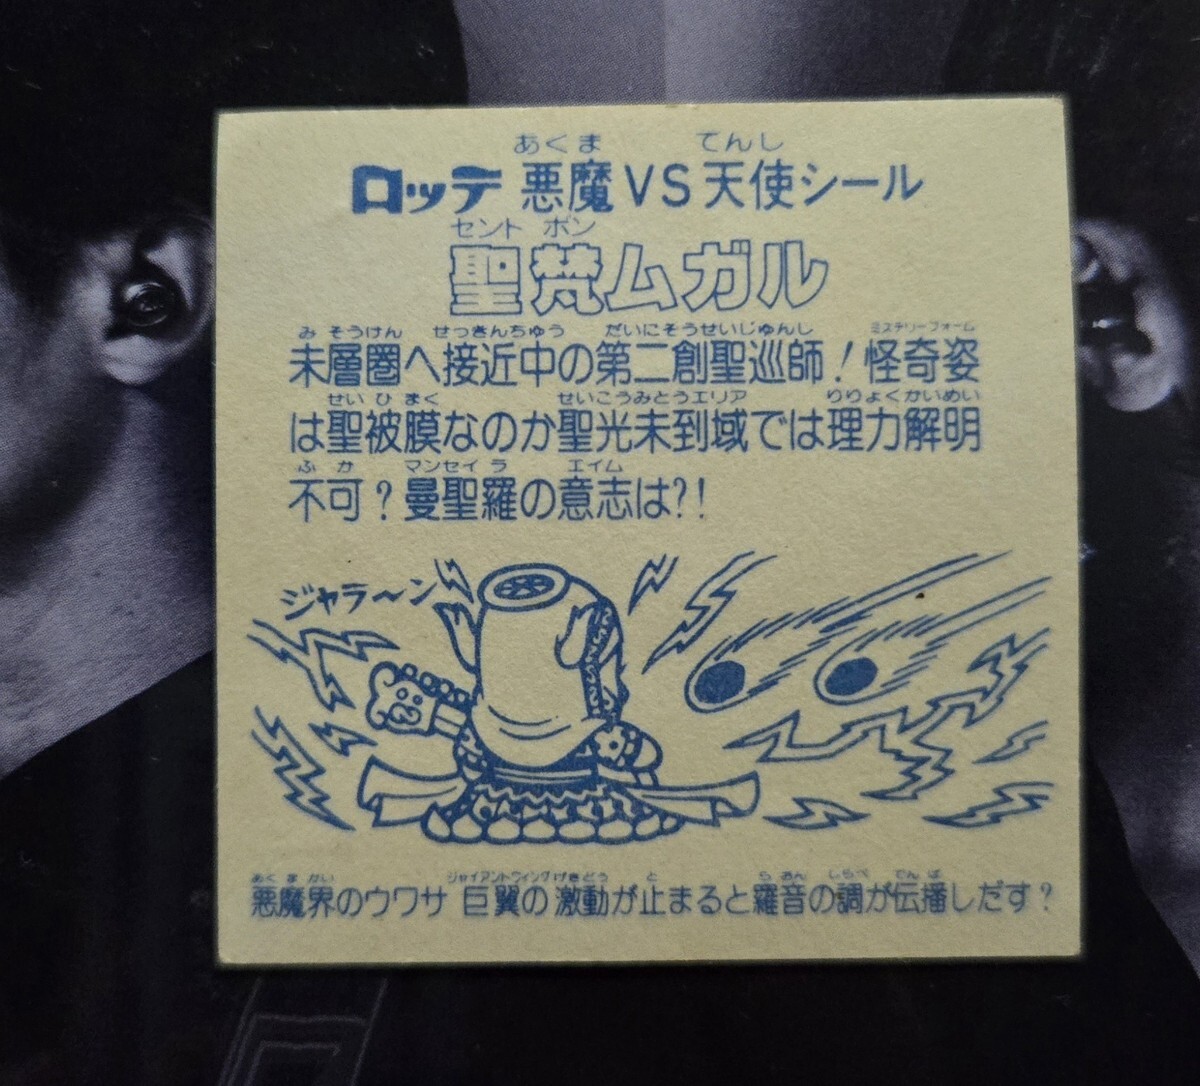 あくま てんし
ロッテ 悪魔VS天使シール
セント ボン
聖梵ムガル
みそうけん せっきんちゅう だいにそうせいじゅんし ミステリーフォーム
未層圏へ接近中の第二創聖巡師！怪奇姿
せいひまく せいこうみとうエリア りりょくかいめい
は聖被膜なのか聖光未到域では理力解明
ふか マンセイラ エイム
不可？曼聖羅の意志は?!
ジャラ〜ン
あくまかい ジャイアントウィング げきどう と らおん しらべ でんぱ
悪魔界のウワサ 巨翼の激動が止まると羅音の調が伝播しだす？